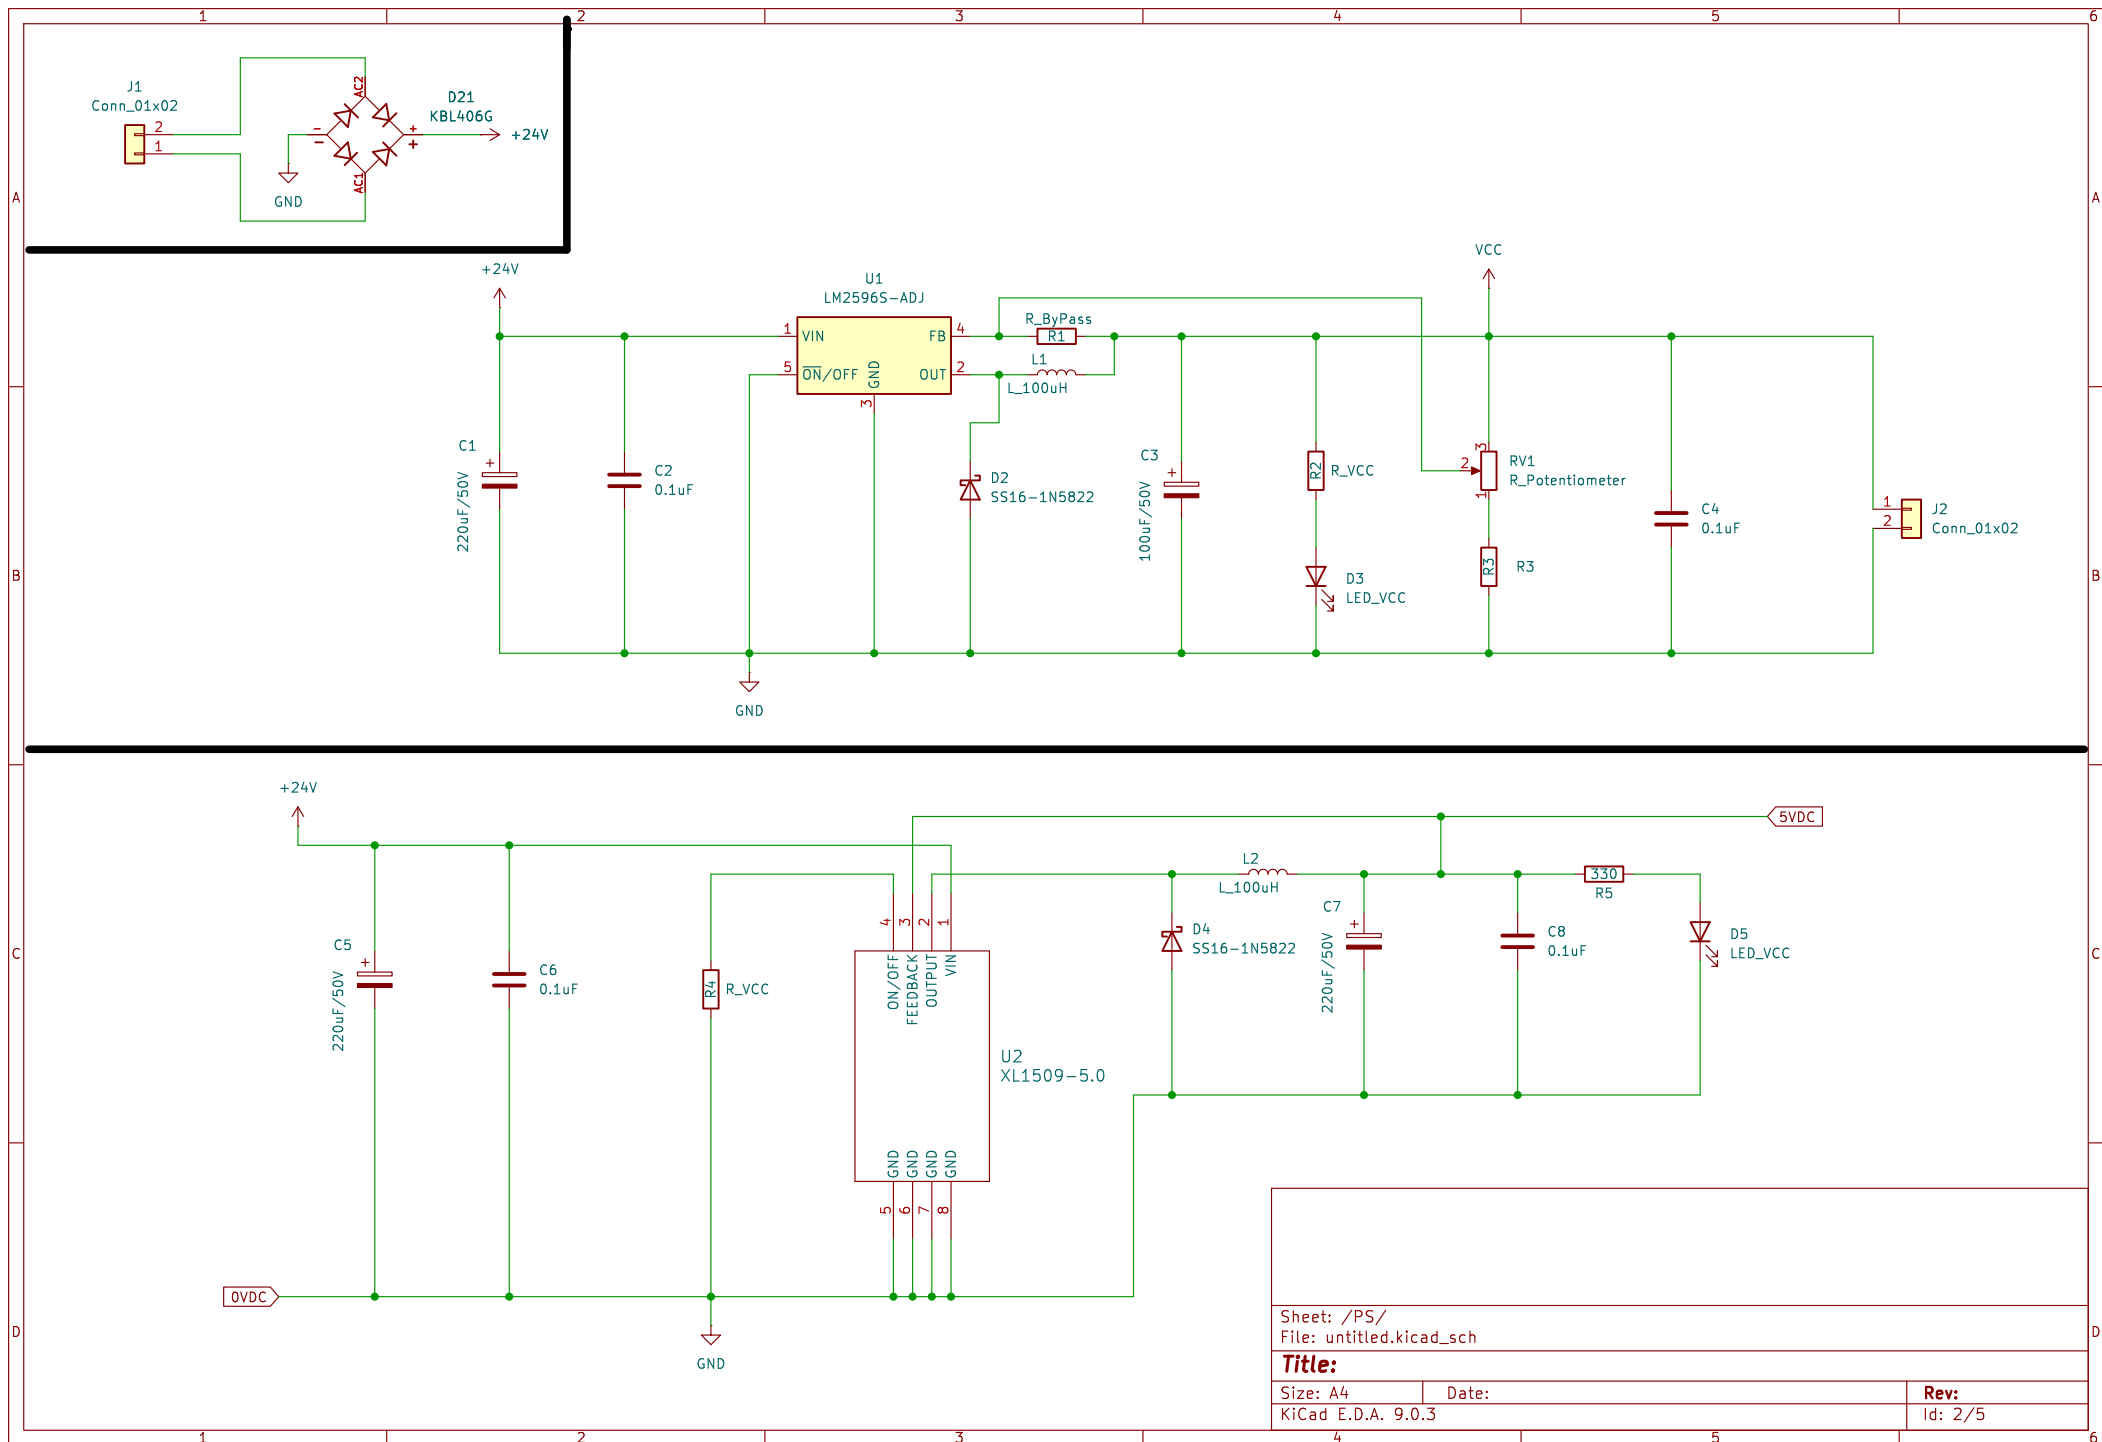 1 2 3 4 5 6
A
B
C
D
J1
Conn_01x02
2
1
AC2
AC1
D21
KBL406G
-
-
+
+
+24V
GND
+24V
U1
LM2596S-ADJ
1 VIN
5 ON/OFF
GND
3
FB 4
OUT 2
R_ByPass
R1
L1
L_100uH
C1
+
220uF/50V
C2
0.1uF
D2
SS16-1N5822
C3
+
100uF/50V
R2
R_VCC
D3
LED_VCC
VCC
3
2
1
RV1
R_Potentiometer
R3
R3
C4
0.1uF
1
2
J2
Conn_01x02
GND
+24V
5VDC
C5
+
220uF/50V
C6
0.1uF
R4
R_VCC
4 3 2 1
ON/OFF
FEEDBACK
OUTPUT
VIN
U2
XL1509-5.0
GND GND GND GND
5 6 7 8
L2
L_100uH
D4
SS16-1N5822
C7
+
220uF/50V
C8
0.1uF
330
R5
D5
LED_VCC
0VDC
GND
Sheet: /PS/
File: untitled.kicad_sch
Title:
Size: A4 Date: Rev:
KiCad E.D.A. 9.0.3 Id: 2/5
A
B
C
D
1 2 3 4 5 6